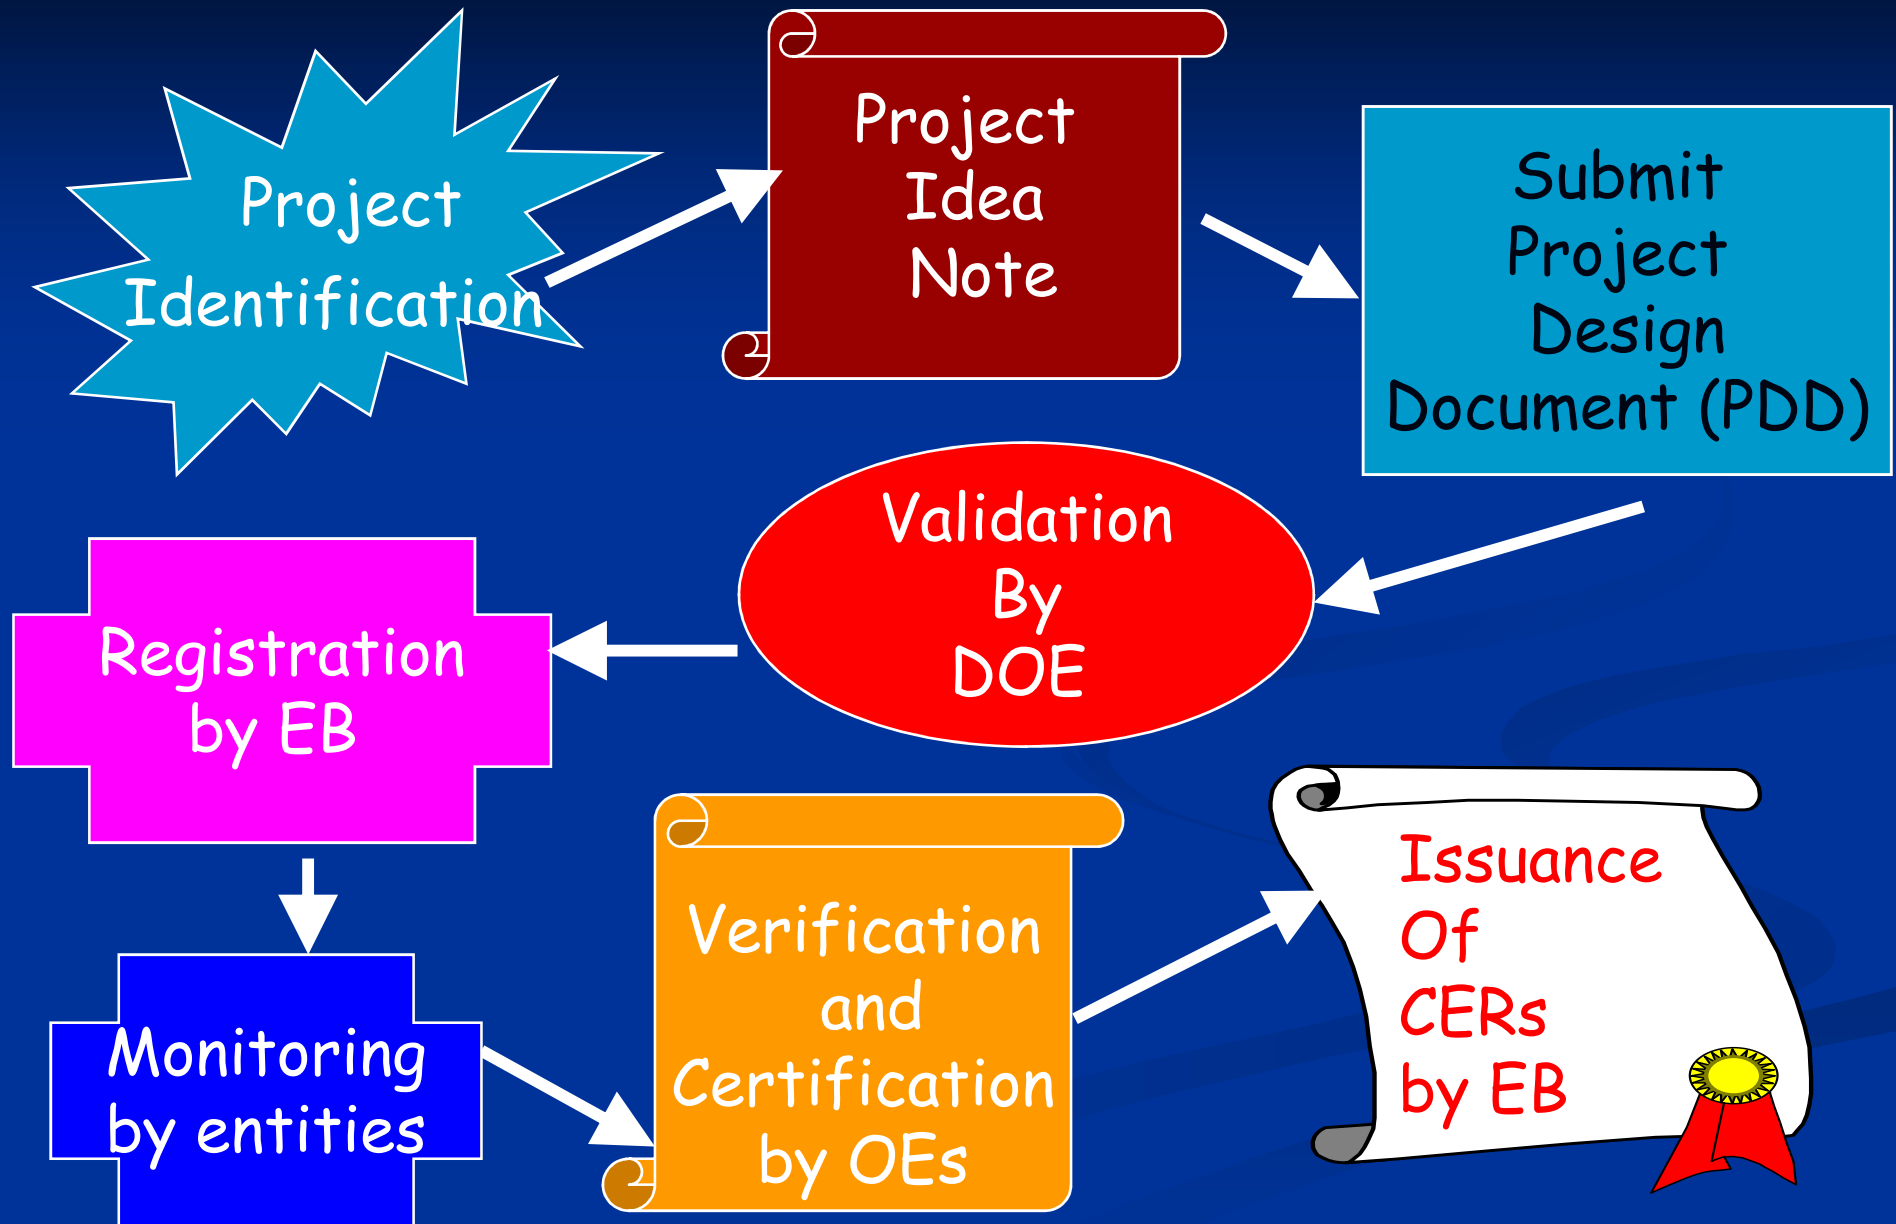 Project
Identification
Project
Idea
Note
Submit
Project
Design
Document (PDD)
Validation
By
DOE
Registration
by EB
Monitoring
by entities
Verification
and
Certification
by OEs
Issuance
Of
CERs
by EB